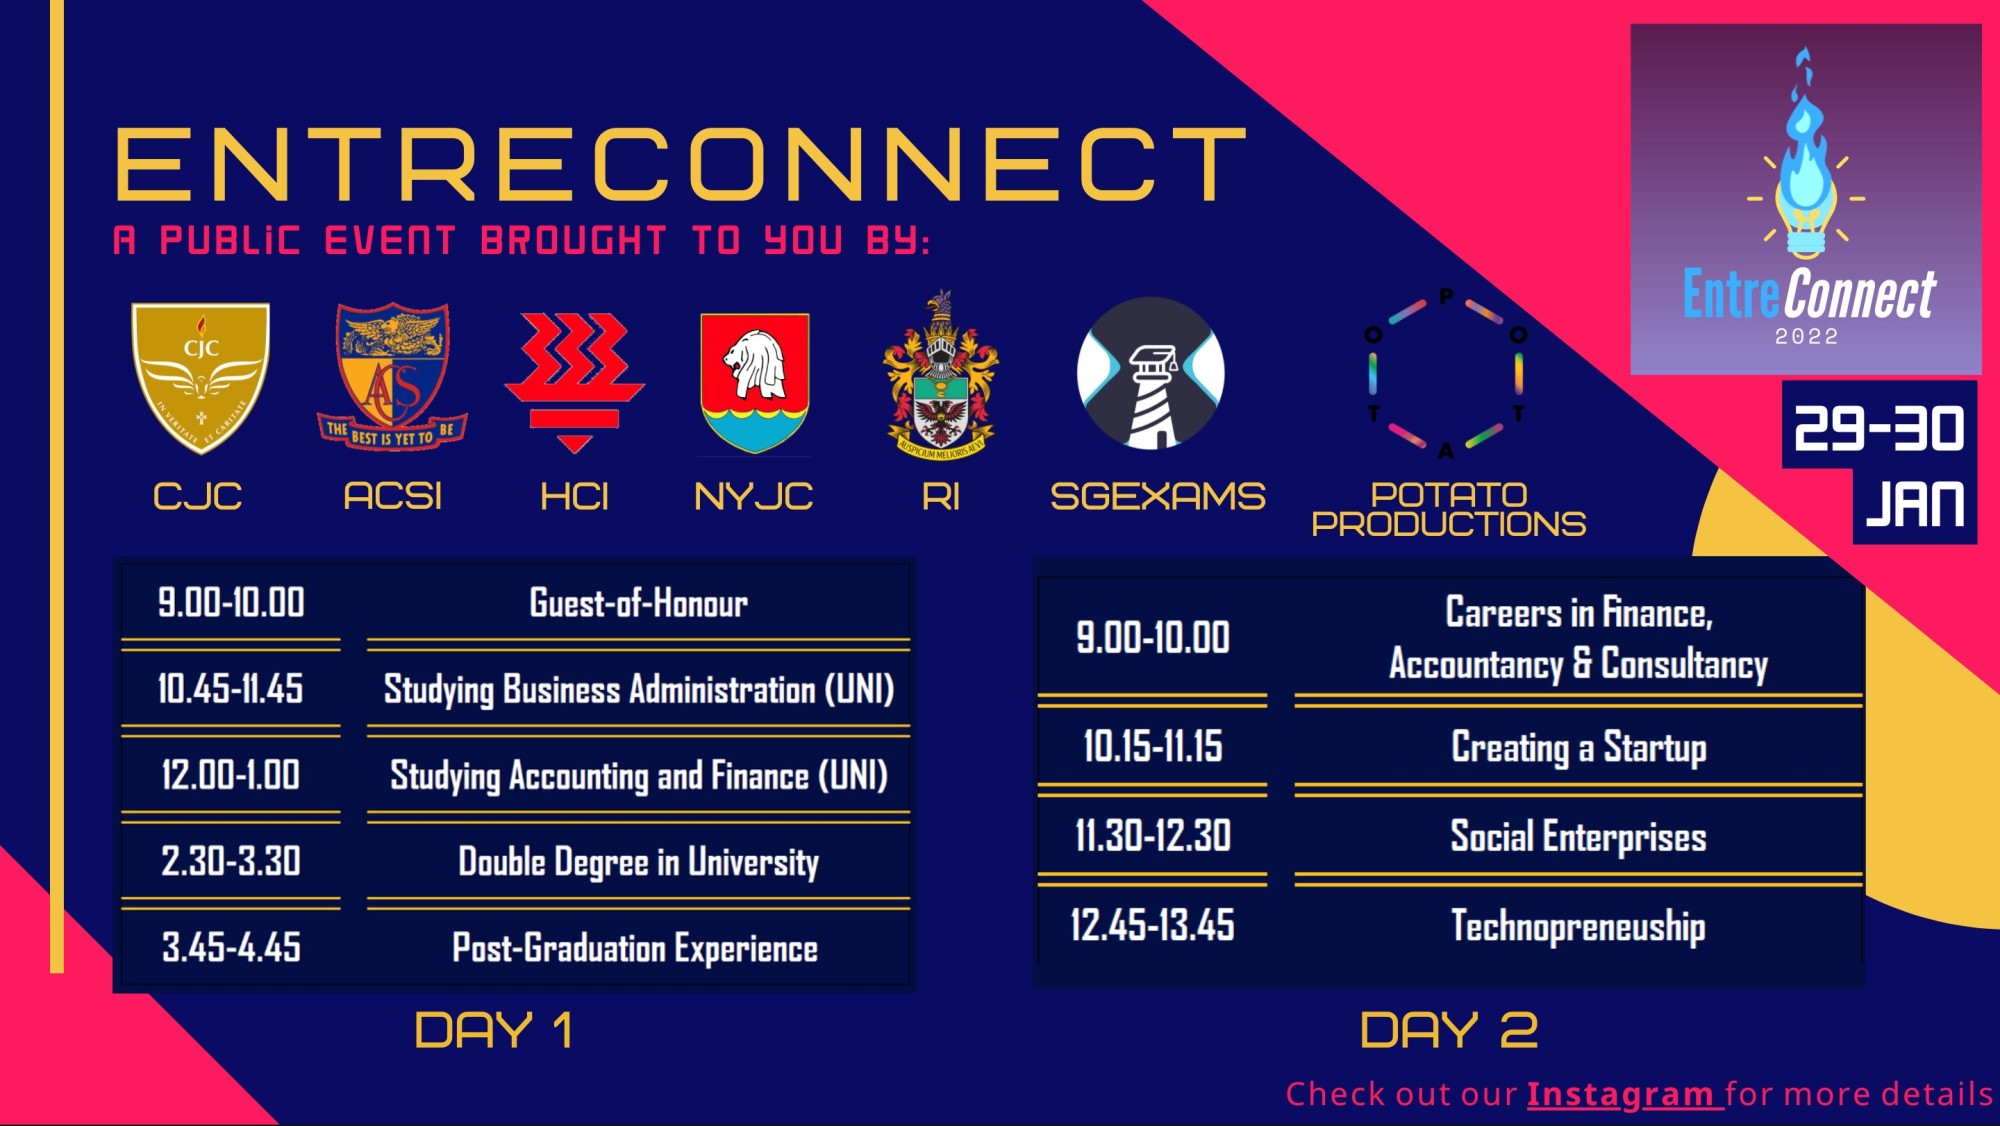 ENTRECONNECT
A PUBLiC EVENT BROUGHT TO YOU BY:
EntreConnect
2022
29-30
JAN
CJC
IN VERITATE ET CARITATE
ACS
THE BEST IS YET TO BE
AUSPICIUM MELIORIS AEVI
P
O O
T T
A
CJC
ACSI
HCI
NYJC
RI
SGEXAMS
POTATO
PRODUCTIONS
9.00-10.00 Guest-of-Honour
10.45-11.45 Studying Business Administration (UNI)
12.00-1.00 Studying Accounting and Finance (UNI)
2.30-3.30 Double Degree in University
3.45-4.45 Post-Graduation Experience
DAY 1
9.00-10.00 Careers in Finance,
Accountancy & Consultancy
10.15-11.15 Creating a Startup
11.30-12.30 Social Enterprises
12.45-13.45 Technopreneuship
DAY 2
Check out our Instagram for more details